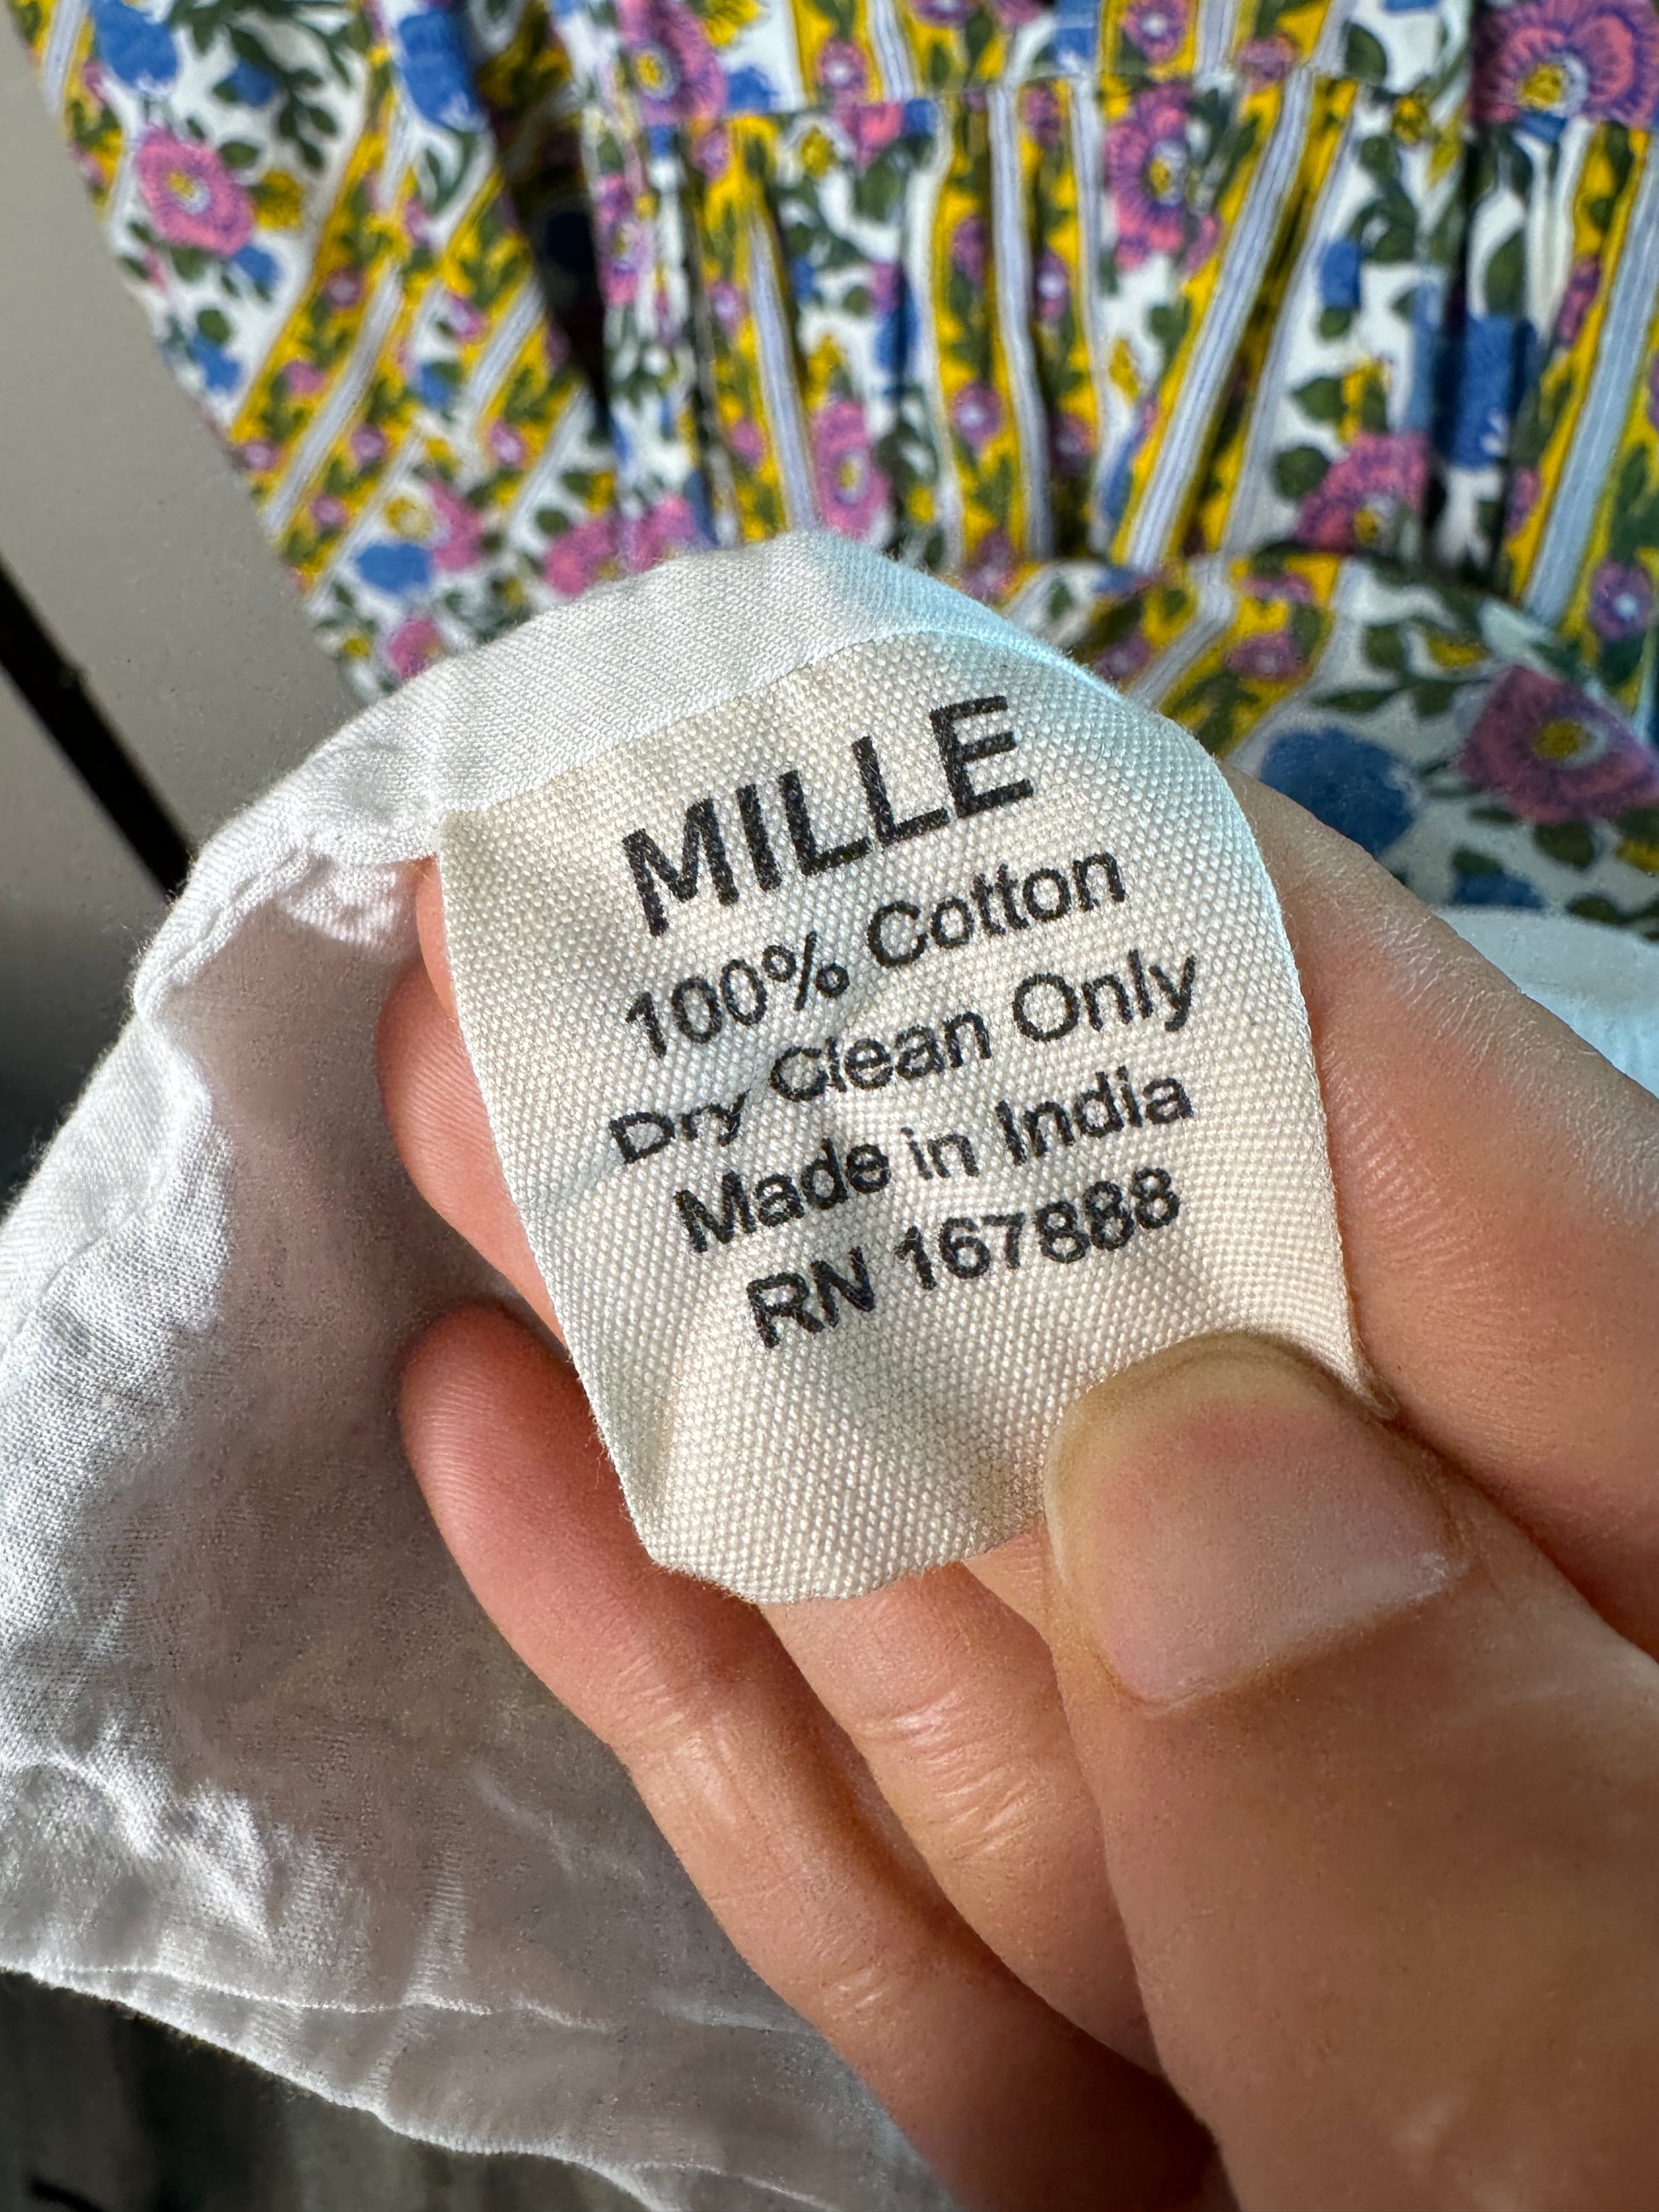 MILLE
100% Cotton
Dry Clean Only
Made in India
RN 167888